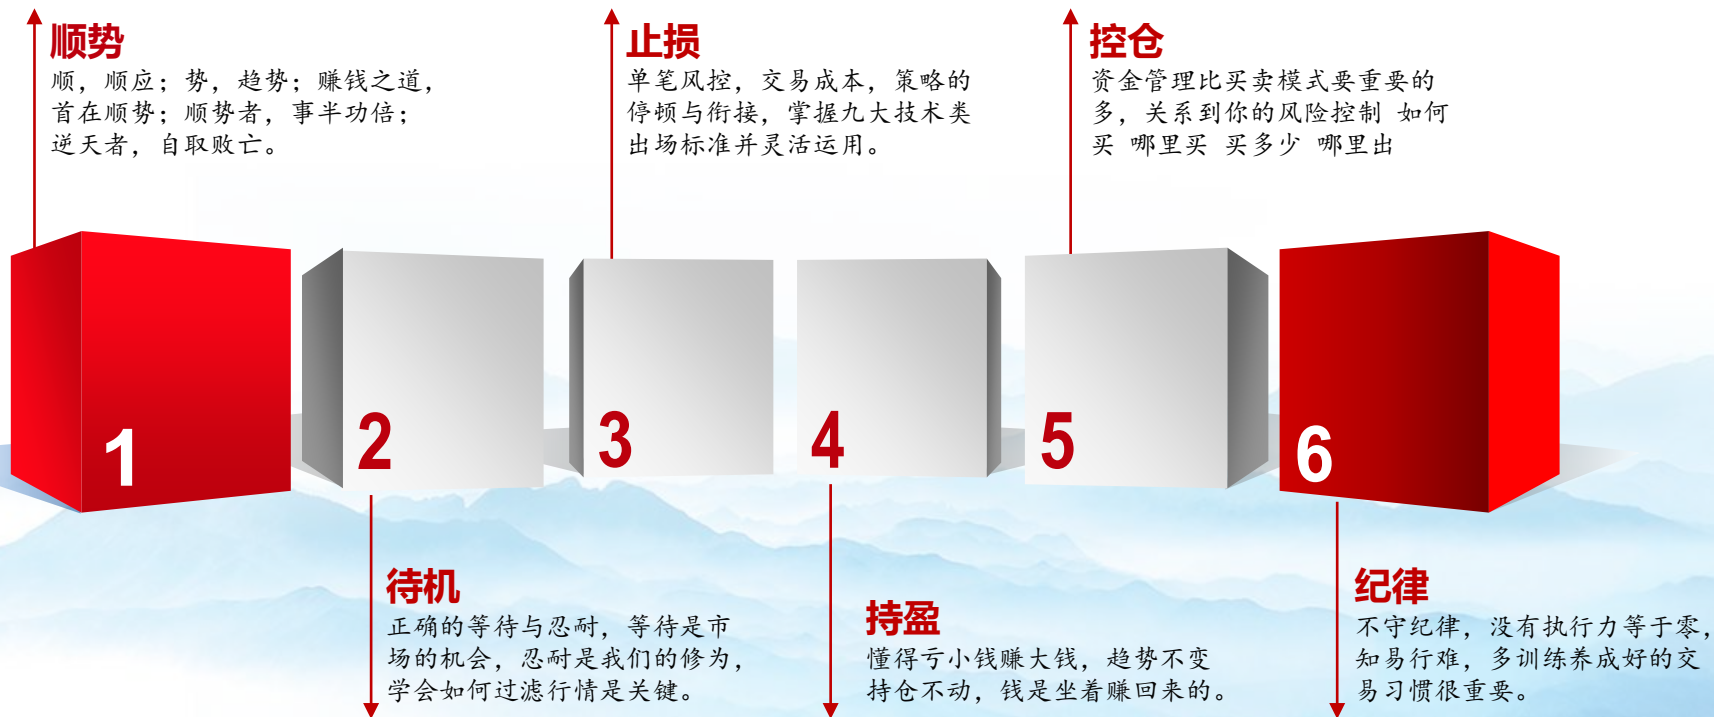 顺势
顺，顺应；势，趋势；赚钱之道，
首在顺势；顺势者，事半功倍；
逆天者，自取败亡。
止损
单笔风控，交易成本，策略的
停顿与衔接，掌握九大技术类
出场标准并灵活运用。
控仓
资金管理比买卖模式要重要的
多，关系到你的风险控制 如何
买 哪里买 买多少 哪里出
1
2
3
4
5
6
待机
正确的等待与忍耐，等待是市
场的机会，忍耐是我们的修为，
学会如何过滤行情是关键。
持盈
懂得亏小钱赚大钱，趋势不变
持仓不动，钱是坐着赚回来的。
纪律
不守纪律，没有执行力等于零，
知易行难，多训练养成好的交
易习惯很重要。